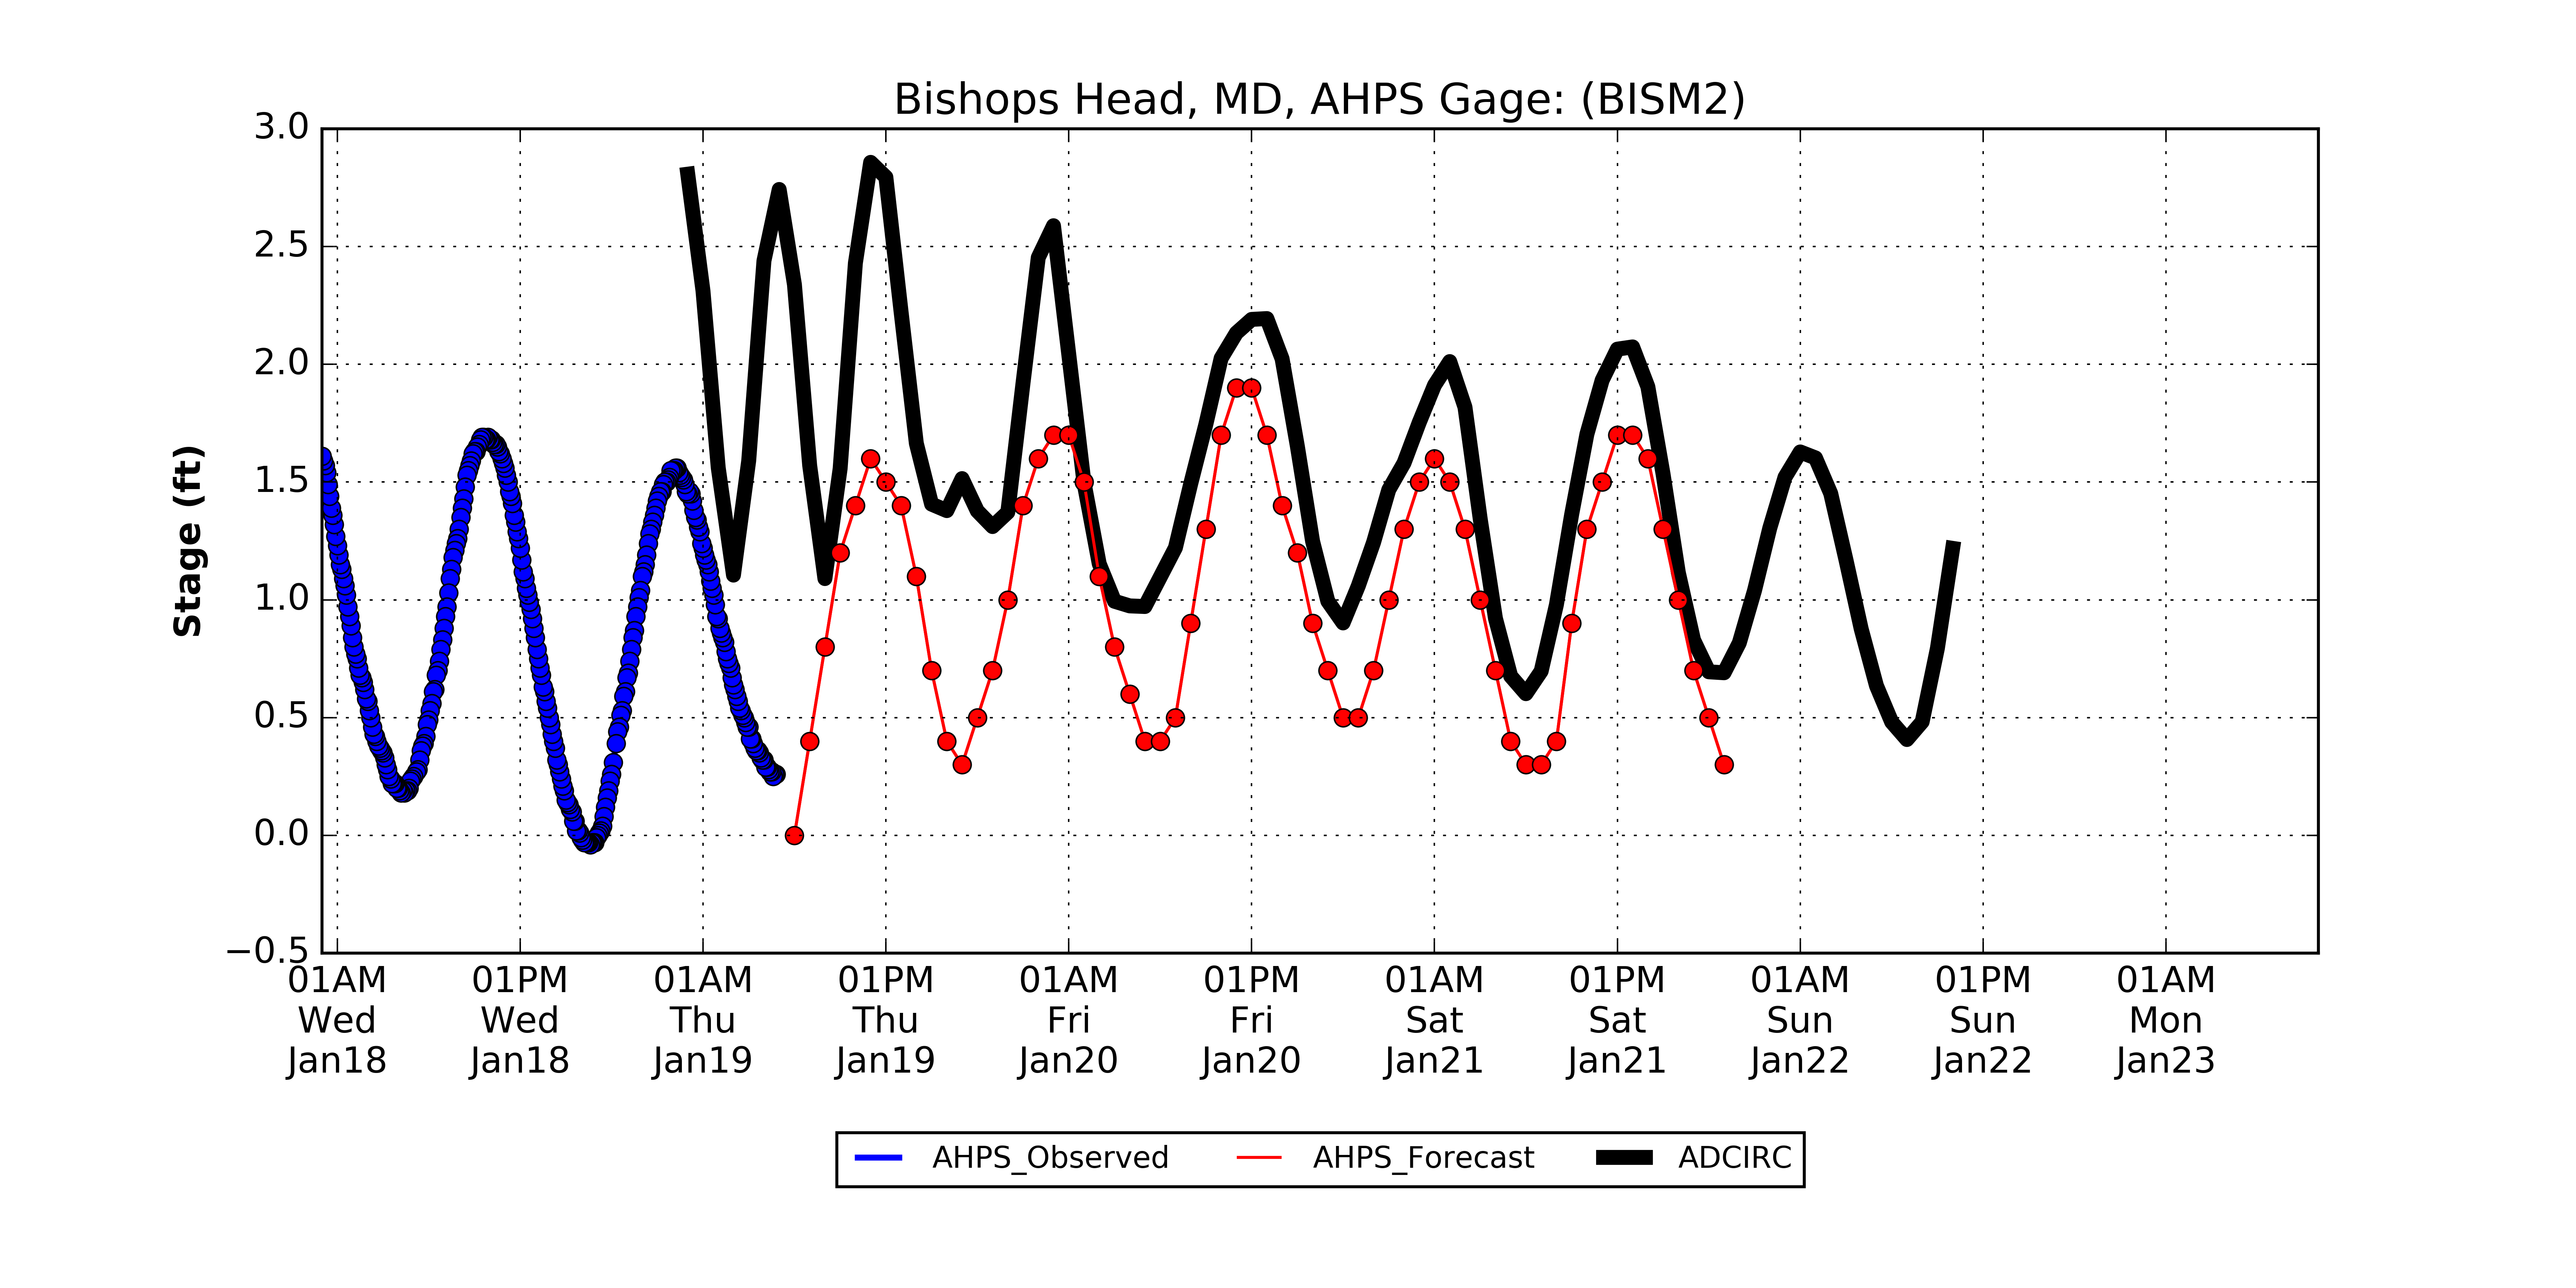 Bishops Head, MD, AHPS Gage: (BISM2)
Stage (ft)
3.0
2.5
2.0
1.5
1.0
0.5
0.0
−0.5
01AM 01PM 01AM 01PM 01AM 01PM 01AM 01PM 01AM 01PM 01AM
Wed Wed Thu Thu Fri Fri Sat Sat Sun Sun Mon
Jan18 Jan18 Jan19 Jan19 Jan20 Jan20 Jan21 Jan21 Jan22 Jan22 Jan23
AHPS_Observed AHPS_Forecast ADCIRC